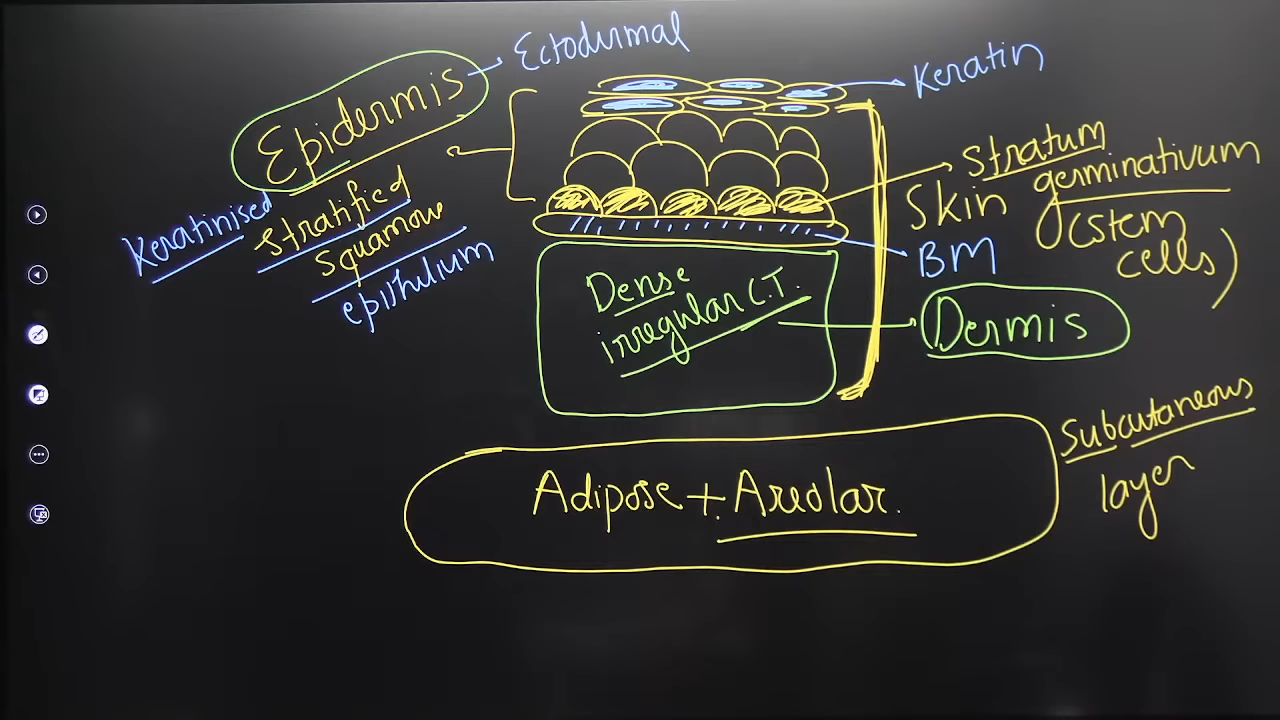 Ectodermal
Epidermis
Keratin
Keratinised
stratified
squamous
epithelium
stratum
germinativum
(stem
cells)
Skin
BM
Dense
irregular C.T.
Dermis
Subcutaneous
layer
Adipose + Areolar.